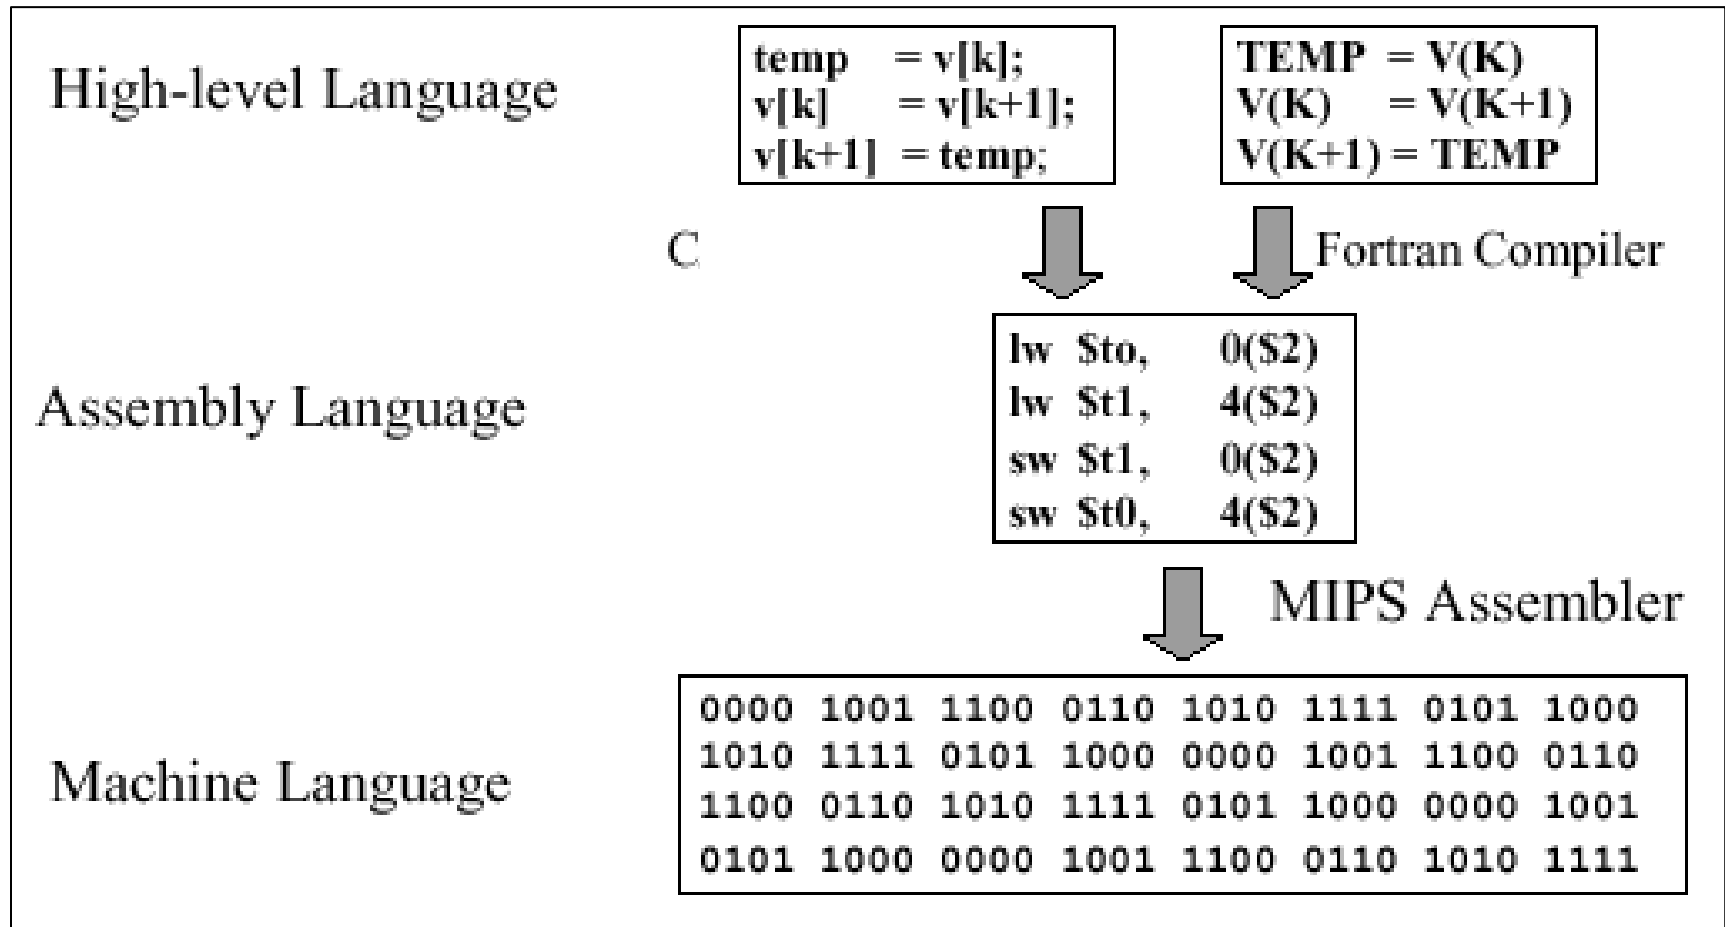 High-level Language
temp = v[k];
v[k] = v[k+1];
v[k+1] = temp;
TEMP = V(K)
V(K) = V(K+1)
V(K+1) = TEMP
C
Fortran Compiler
Assembly Language
lw $to, 0($2)
lw $t1, 4($2)
sw $t1, 0($2)
sw $t0, 4($2)
MIPS Assembler
Machine Language
0000 1001 1100 0110 1010 1111 0101 1000
1010 1111 0101 1000 0000 1001 1100 0110
1100 0110 1010 1111 0101 1000 0000 1001
0101 1000 0000 1001 1100 0110 1010 1111